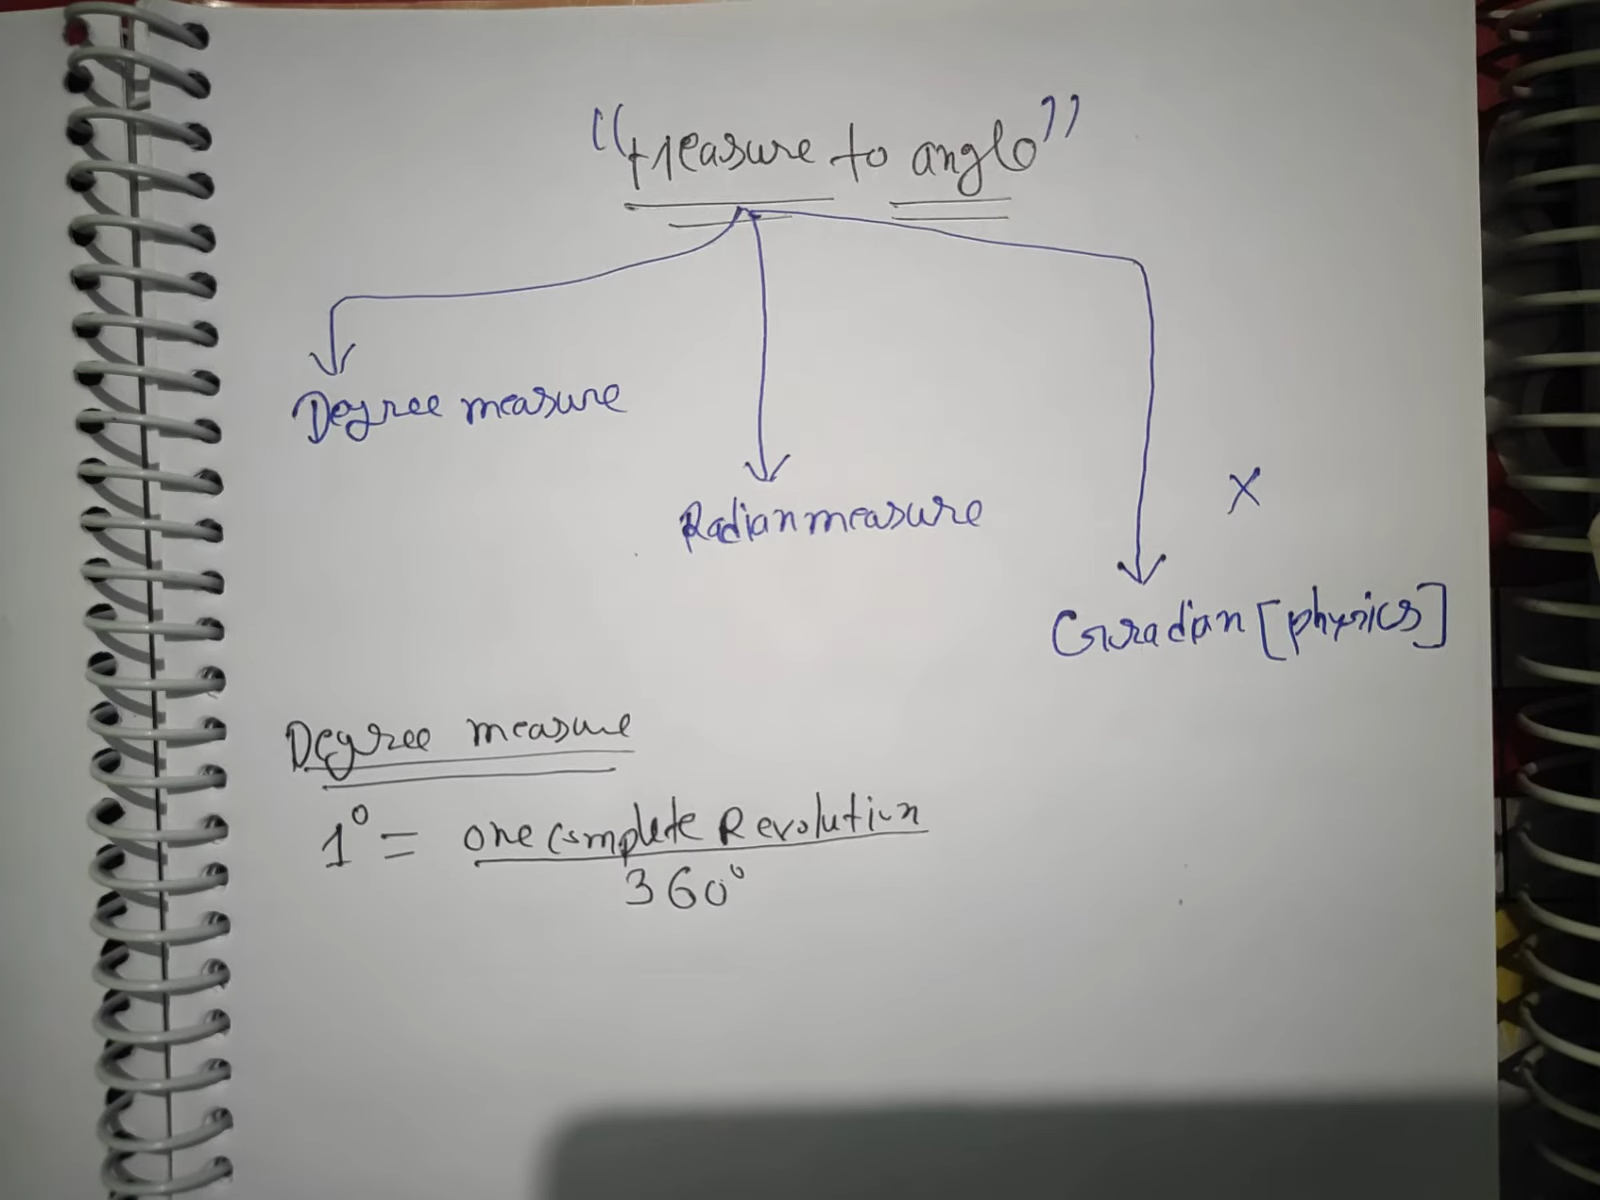 "Measure to angle"
Degree measure
Radian measure
X
Gradian [physics]
Degree measure
1° = one complete Revolution
360°